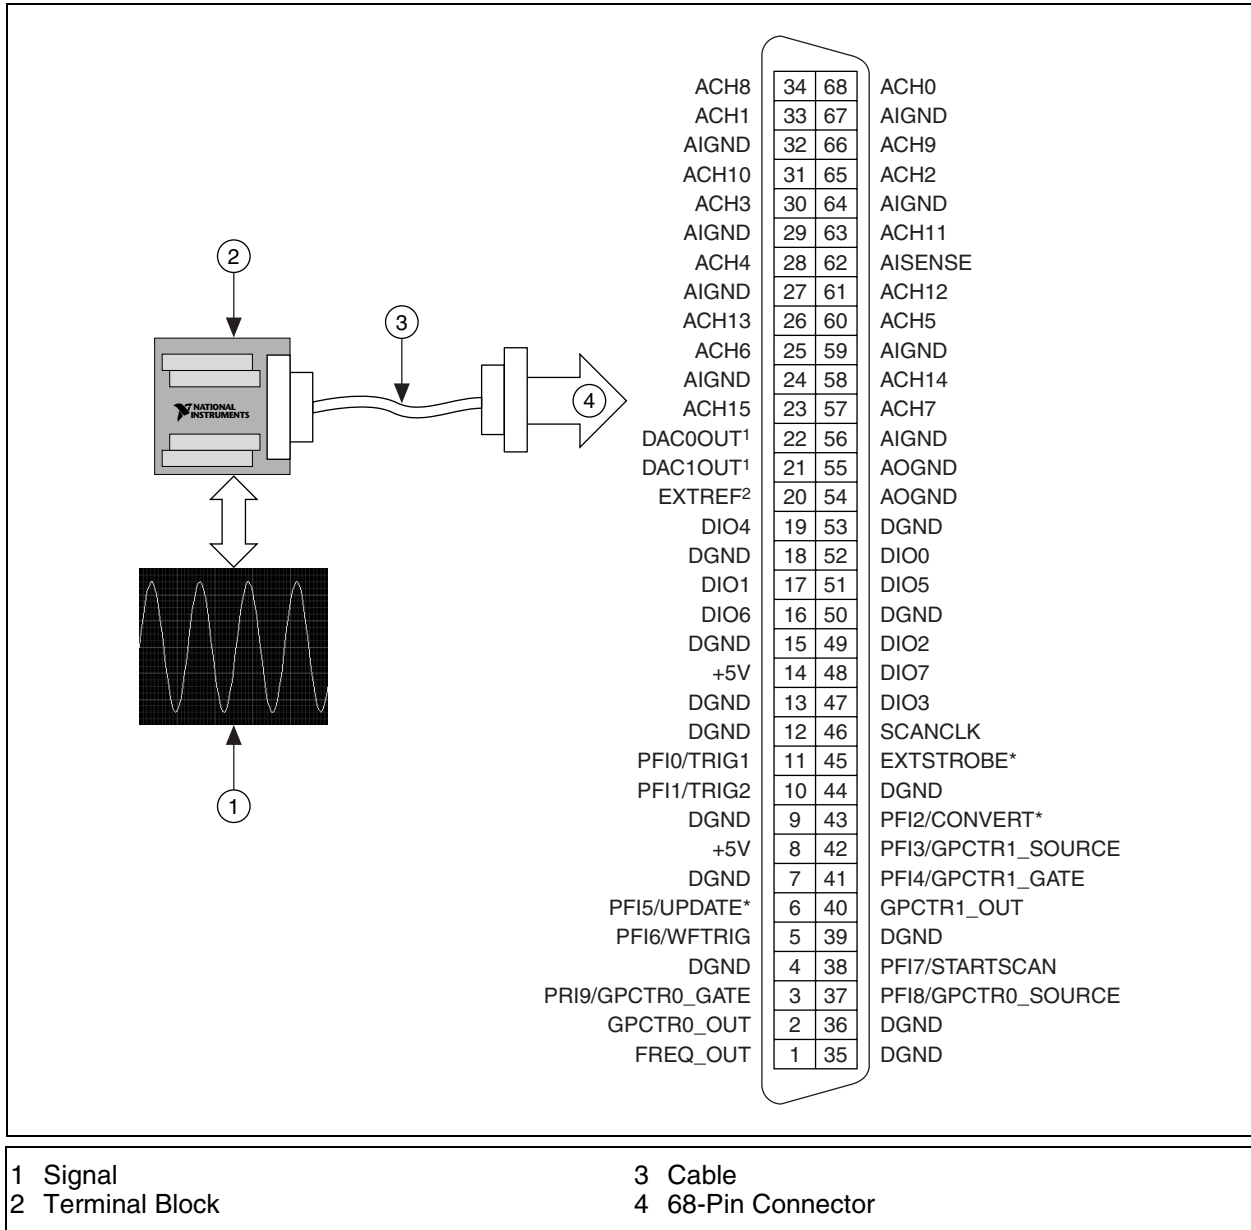 ACH8 34 68 ACH0
ACH1 33 67 AIGND
AIGND 32 66 ACH9
ACH10 31 65 ACH2
ACH3 30 64 AIGND
AIGND 29 63 ACH11
ACH4 28 62 AISENSE
AIGND 27 61 ACH12
ACH13 26 60 ACH5
ACH6 25 59 AIGND
AIGND 24 58 ACH14
ACH15 23 57 ACH7
DAC0OUT1 22 56 AIGND
DAC1OUT1 21 55 AOGND
EXTREF2 20 54 AOGND
DIO4 19 53 DGND
DGND 18 52 DIO0
DIO1 17 51 DIO5
DIO6 16 50 DGND
DGND 15 49 DIO2
+5V 14 48 DIO7
DGND 13 47 DIO3
DGND 12 46 SCANCLK
PFI0/TRIG1 11 45 EXTSTROBE*
PFI1/TRIG2 10 44 DGND
DGND 9 43 PFI2/CONVERT*
+5V 8 42 PFI3/GPCTR1_SOURCE
DGND 7 41 PFI4/GPCTR1_GATE
PFI5/UPDATE* 6 40 GPCTR1_OUT
PFI6/WFTRIG 5 39 DGND
DGND 4 38 PFI7/STARTSCAN
PRI9/GPCTR0_GATE 3 37 PFI8/GPCTR0_SOURCE
GPCTR0_OUT 2 36 DGND
FREQ_OUT 1 35 DGND
2
3
4
NATIONAL
INSTRUMENTS
1
1 Signal
2 Terminal Block
3 Cable
4 68-Pin Connector